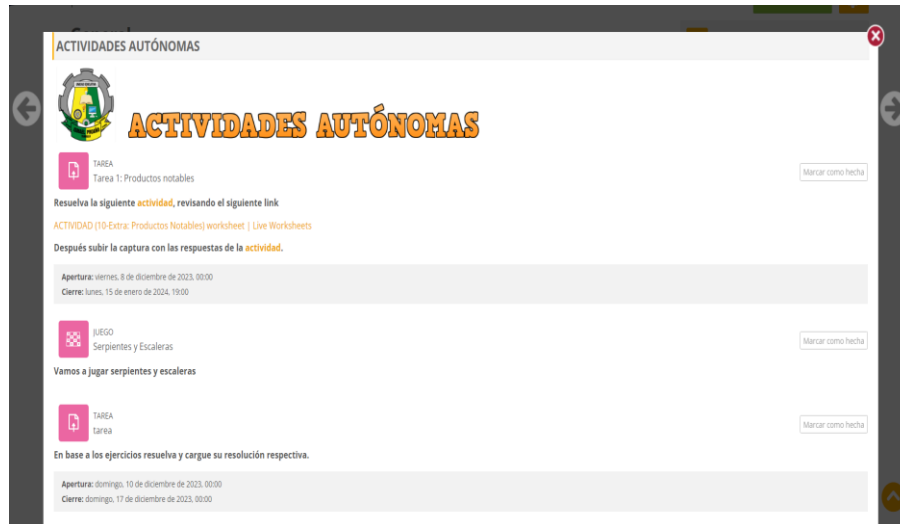 ACTIVIDADES AUTÓNOMAS
ACTIVIDADES AUTÓNOMAS
TAREA
Tarea 1: Productos notables
Marcar como hecha
Resuelva la siguiente actividad, revisando el siguiente link
ACTIVIDAD (10-Extra: Productos Notables) worksheet | Live Worksheets
Después subir la captura con las respuestas de la actividad.
Apertura: viernes, 8 de diciembre de 2023, 00:00
Cierre: lunes, 15 de enero de 2024, 19:00
JUEGO
Serpientes y Escaleras
Marcar como hecha
Vamos a jugar serpientes y escaleras
TAREA
tarea
Marcar como hecha
En base a los ejercicios resuelva y cargue su resolución respectiva.
Apertura: domingo, 10 de diciembre de 2023, 00:00
Cierre: domingo, 17 de diciembre de 2023, 00:00